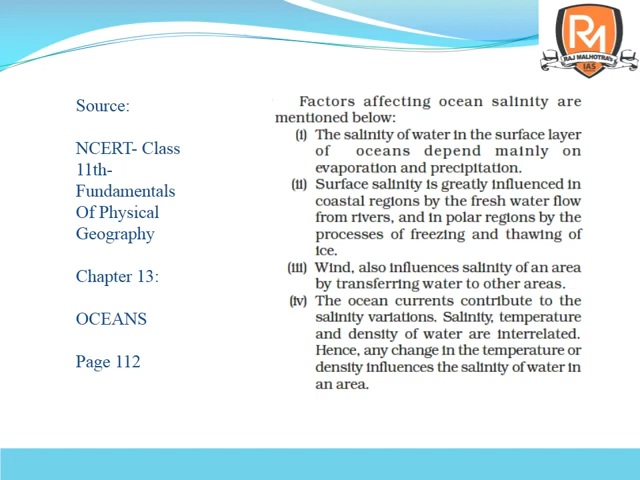 RM
RAJ MALHOTRA'S
IAS
Source:
NCERT- Class
11th-
Fundamentals
Of Physical
Geography
Chapter 13:
OCEANS
Page 112
Factors affecting ocean salinity are
mentioned below:
(i) The salinity of water in the surface layer
of oceans depend mainly on
evaporation and precipitation.
(ii) Surface salinity is greatly influenced in
coastal regions by the fresh water flow
from rivers, and in polar regions by the
processes of freezing and thawing of
ice.
(iii) Wind, also influences salinity of an area
by transferring water to other areas.
(iv) The ocean currents contribute to the
salinity variations. Salinity, temperature
and density of water are interrelated.
Hence, any change in the temperature or
density influences the salinity of water in
an area.